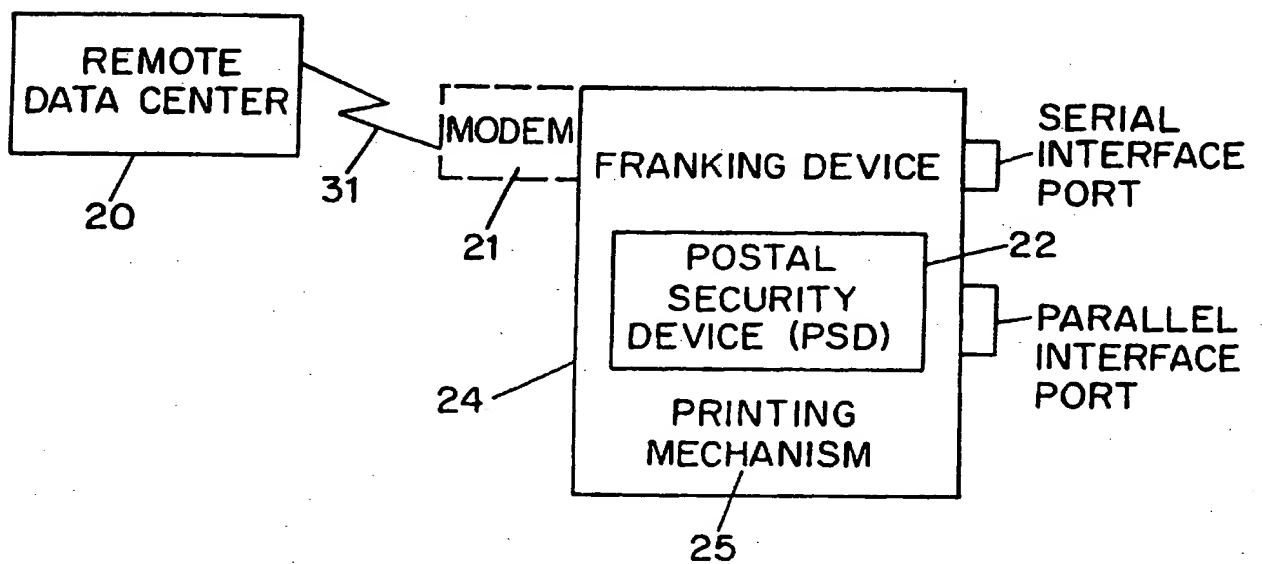 REMOTE
DATA CENTER
20
31
MODEM
21
FRANKING DEVICE
SERIAL
INTERFACE
PORT
POSTAL
SECURITY
DEVICE (PSD)
22
PARALLEL
INTERFACE
PORT
24
PRINTING
MECHANISM
25